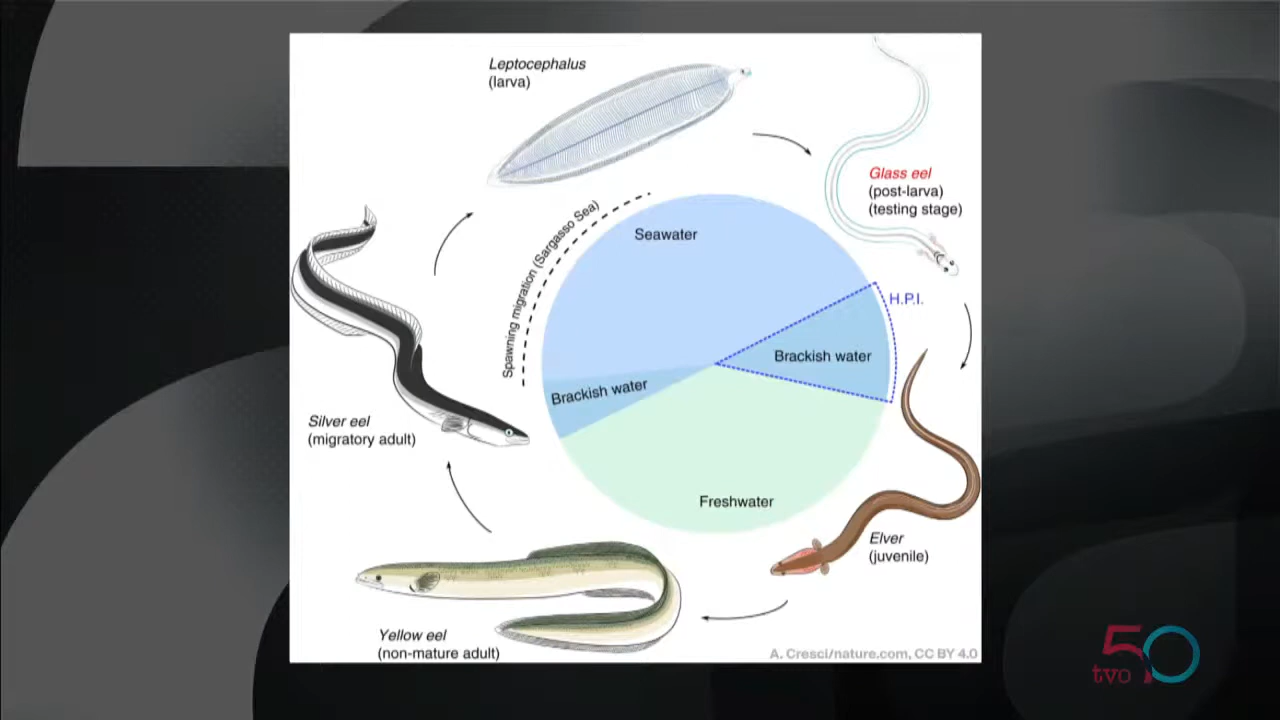 Leptocephalus
(larva)
Glass eel
(post-larva)
(testing stage)
Spawning migration (Sargasso Sea)
Seawater
H.P.I.
Brackish water
Brackish water
Silver eel
(migratory adult)
Freshwater
Elver
(juvenile)
Yellow eel
(non-mature adult)
A. Cresci/nature.com, CC BY 4.0
50
tvo